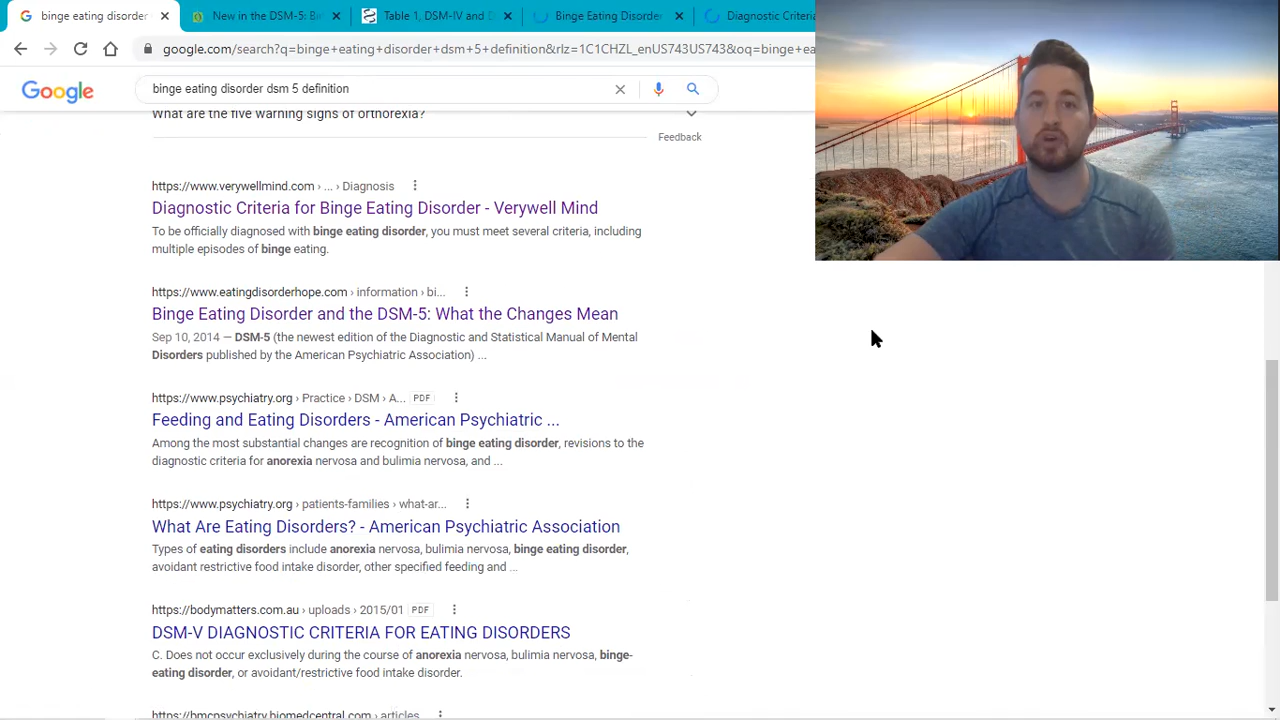 binge eating disorder
New in the DSM-5: Bi
Table 1, DSM-IV and D
Binge Eating Disorder
Diagnostic Criteria
google.com/search?q=binge+eating+disorder+dsm+5+definition&rlz=1C1CHZL_enUS743US743&oq=binge+ea
Google
binge eating disorder dsm 5 definition
What are the five warning signs of orthorexia?
Feedback
https://www.verywellmind.com › ... › Diagnosis
Diagnostic Criteria for Binge Eating Disorder - Verywell Mind
To be officially diagnosed with binge eating disorder, you must meet several criteria, including
multiple episodes of binge eating.
https://www.eatingdisorderhope.com › information › bi...
Binge Eating Disorder and the DSM-5: What the Changes Mean
Sep 10, 2014 — DSM-5 (the newest edition of the Diagnostic and Statistical Manual of Mental
Disorders published by the American Psychiatric Association) ...
https://www.psychiatry.org › Practice › DSM › A... PDF
Feeding and Eating Disorders - American Psychiatric ...
Among the most substantial changes are recognition of binge eating disorder, revisions to the
diagnostic criteria for anorexia nervosa and bulimia nervosa, and ...
https://www.psychiatry.org › patients-families › what-ar...
What Are Eating Disorders? - American Psychiatric Association
Types of eating disorders include anorexia nervosa, bulimia nervosa, binge eating disorder,
avoidant restrictive food intake disorder, other specified feeding and ...
https://bodymatters.com.au › uploads › 2015/01 PDF
DSM-V DIAGNOSTIC CRITERIA FOR EATING DISORDERS
C. Does not occur exclusively during the course of anorexia nervosa, bulimia nervosa, binge-
eating disorder, or avoidant/restrictive food intake disorder.
https://bmcpsychiatry.biomedcentral.com › articles